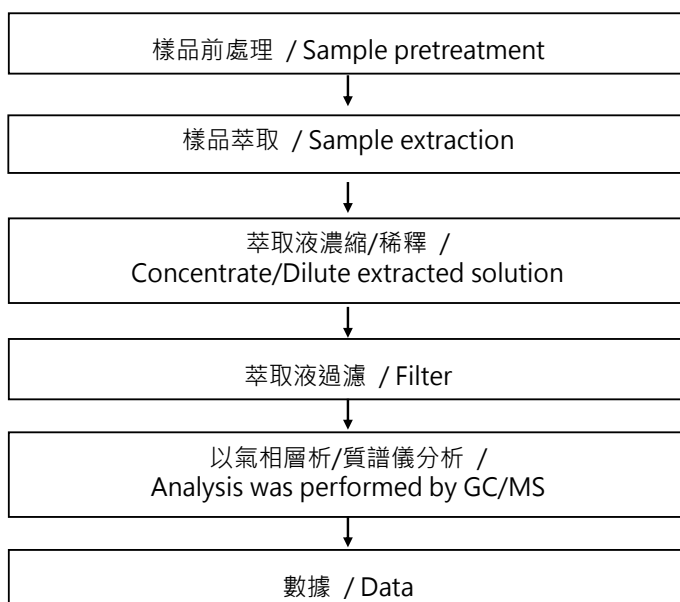 樣品前處理 / Sample pretreatment
樣品萃取 / Sample extraction
萃取液濃縮/稀釋 /
Concentrate/Dilute extracted solution
萃取液過濾 / Filter
以氣相層析/質譜儀分析 /
Analysis was performed by GC/MS
數據 / Data